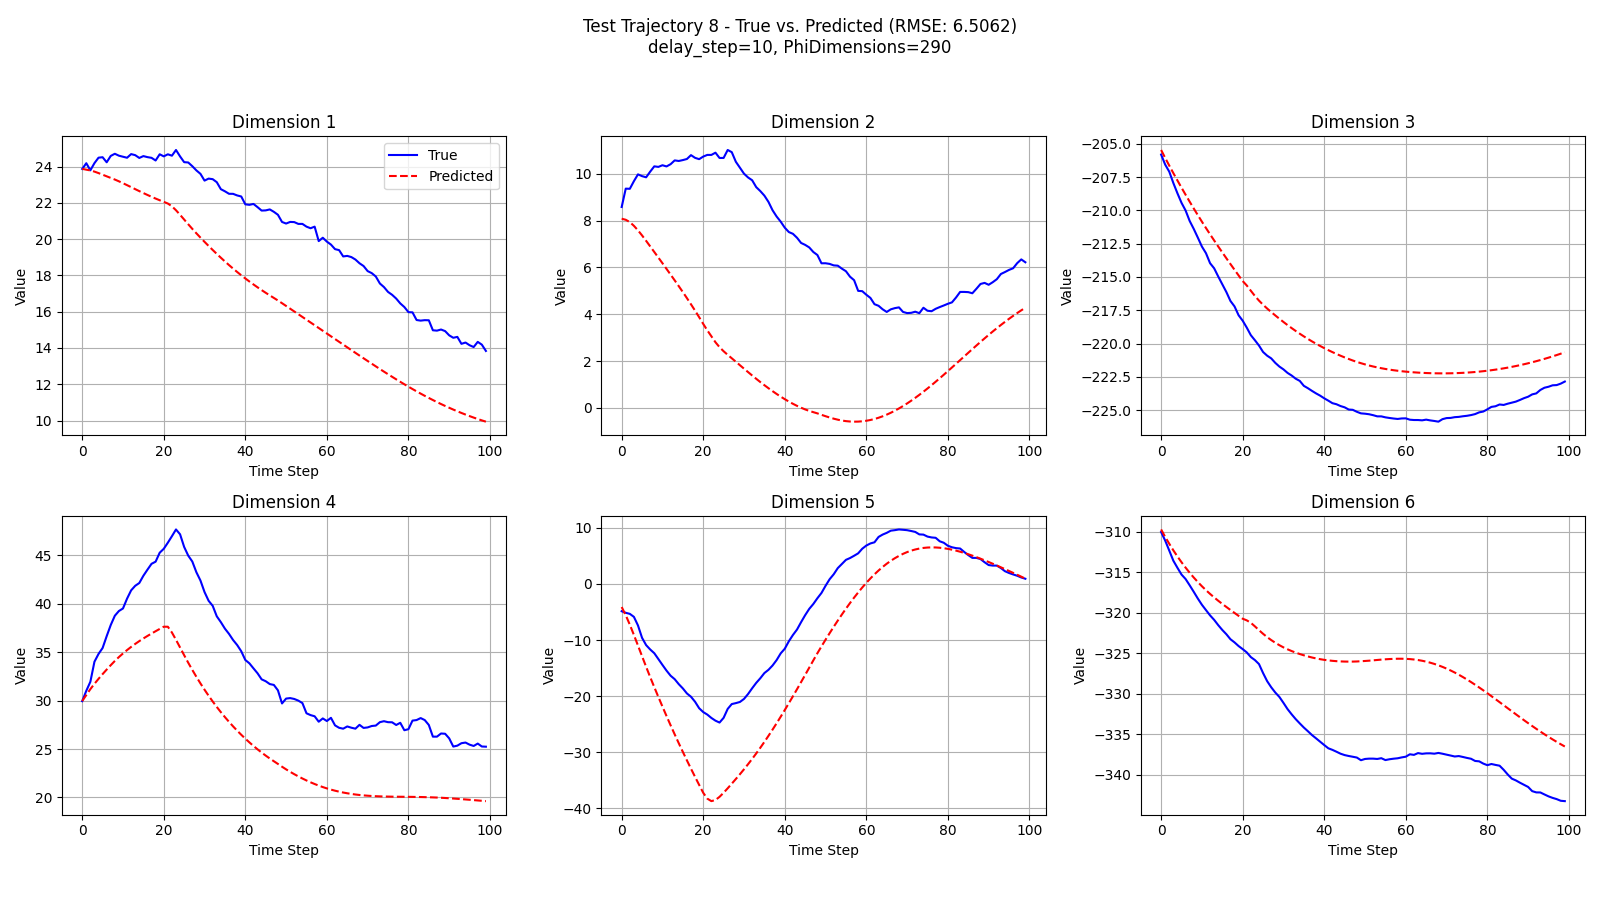 Test Trajectory 8 - True vs. Predicted (RMSE: 6.5062)
delay_step=10, PhiDimensions=290
Dimension 1
True
Predicted
24
22
20
18
16
14
12
10
Value
0 20 40 60 80 100
Time Step
Dimension 2
10
8
6
4
2
0
Value
0 20 40 60 80 100
Time Step
Dimension 3
−205.0
−207.5
−210.0
−212.5
−215.0
−217.5
−220.0
−222.5
−225.0
Value
0 20 40 60 80 100
Time Step
Dimension 4
45
40
35
30
25
20
Value
0 20 40 60 80 100
Time Step
Dimension 5
10
0
−10
−20
−30
−40
Value
0 20 40 60 80 100
Time Step
Dimension 6
−310
−315
−320
−325
−330
−335
−340
Value
0 20 40 60 80 100
Time Step